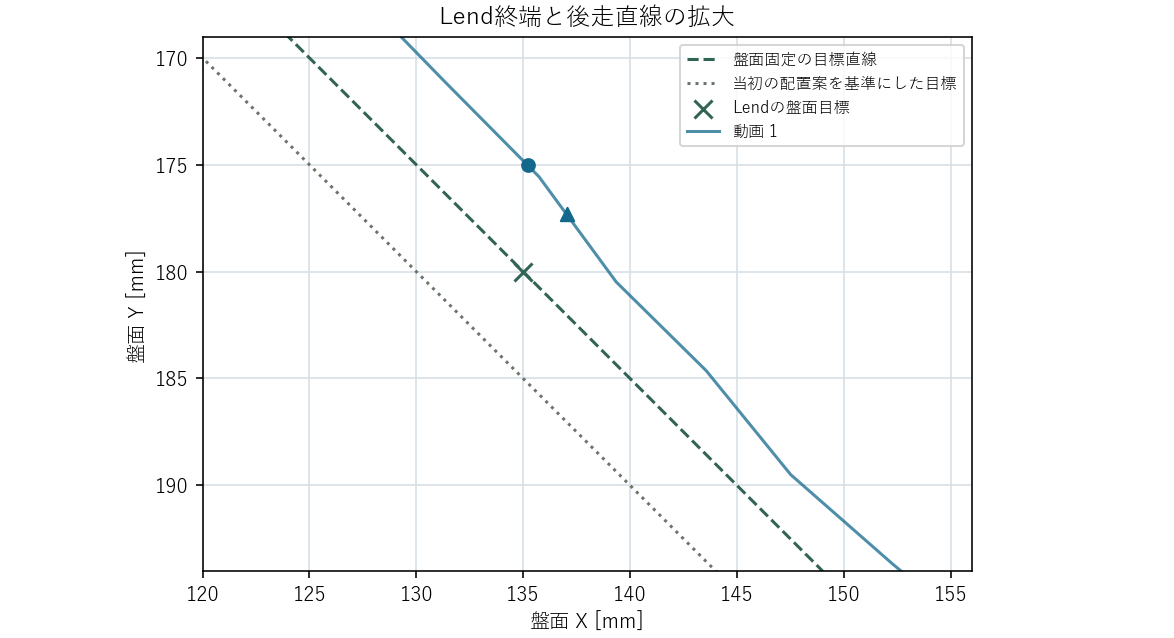 Lend終端と後走直線の拡大
盤面固定の目標直線
当初の配置案を基準にした目標
Lendの盤面目標
動画 1
盤面 Y [mm]
170
175
180
185
190
120 125 130 135 140 145 150 155
盤面 X [mm]